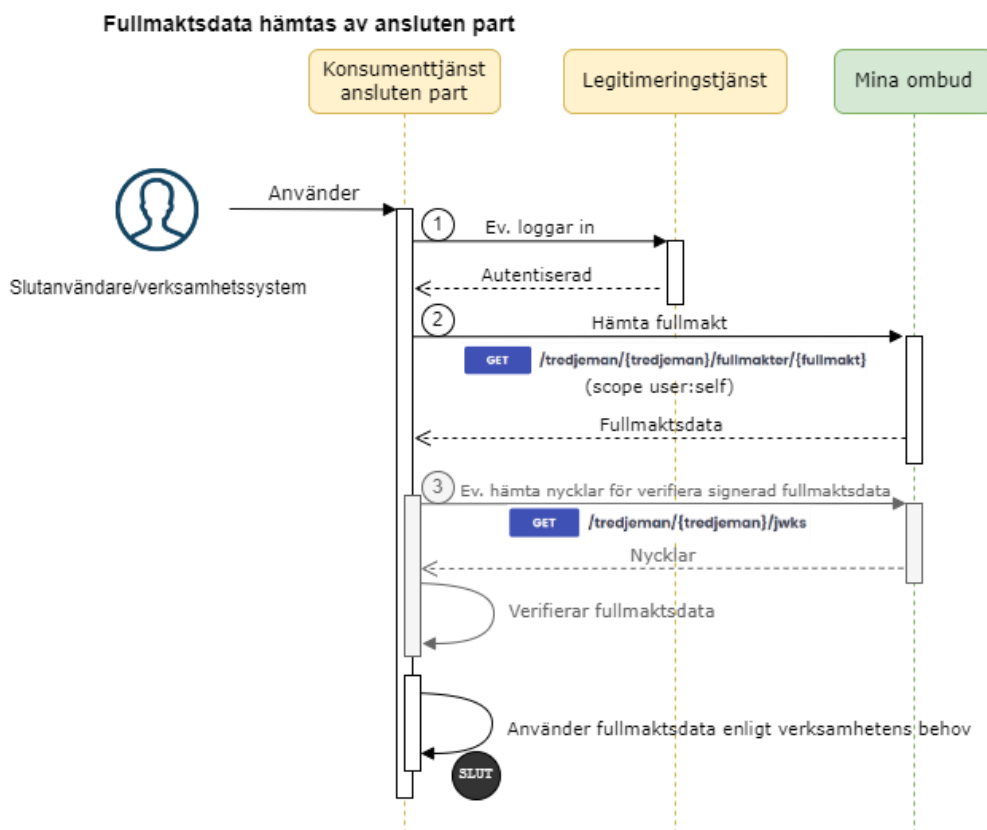 Fullmaktsdata hämtas av ansluten part
Konsumenttjänst
ansluten part
Legitimeringstjänst
Mina ombud
Använder
Slutanvändare/verksamhetssystem
1
Ev. loggar in
Autentiserad
2
Hämta fullmakt
GET /tredjeman/{tredjeman}/fullmakter/{fullmakt}
(scope user:self)
Fullmaktsdata
3
Ev. hämta nycklar för verifiera signerad fullmaktsdata
GET /tredjeman/{tredjeman}/jwks
Nycklar
Verifierar fullmaktsdata
Använder fullmaktsdata enligt verksamhetens behov
SLUT